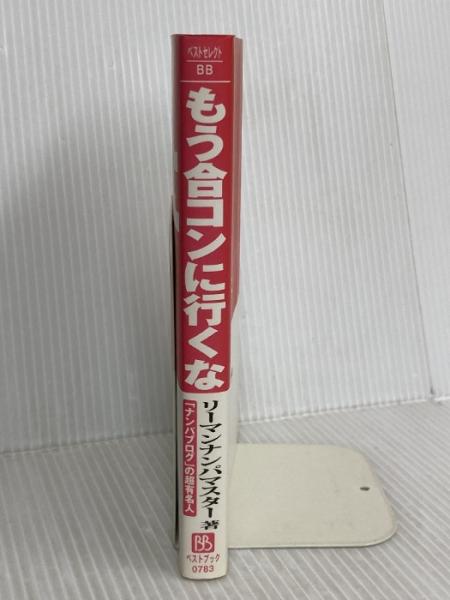 ベストセレクト
BB
もう合コンに行くな
リーマンナンパマスター 著
「ナンパブログ」の超有名人
BB
ベストブック
0783